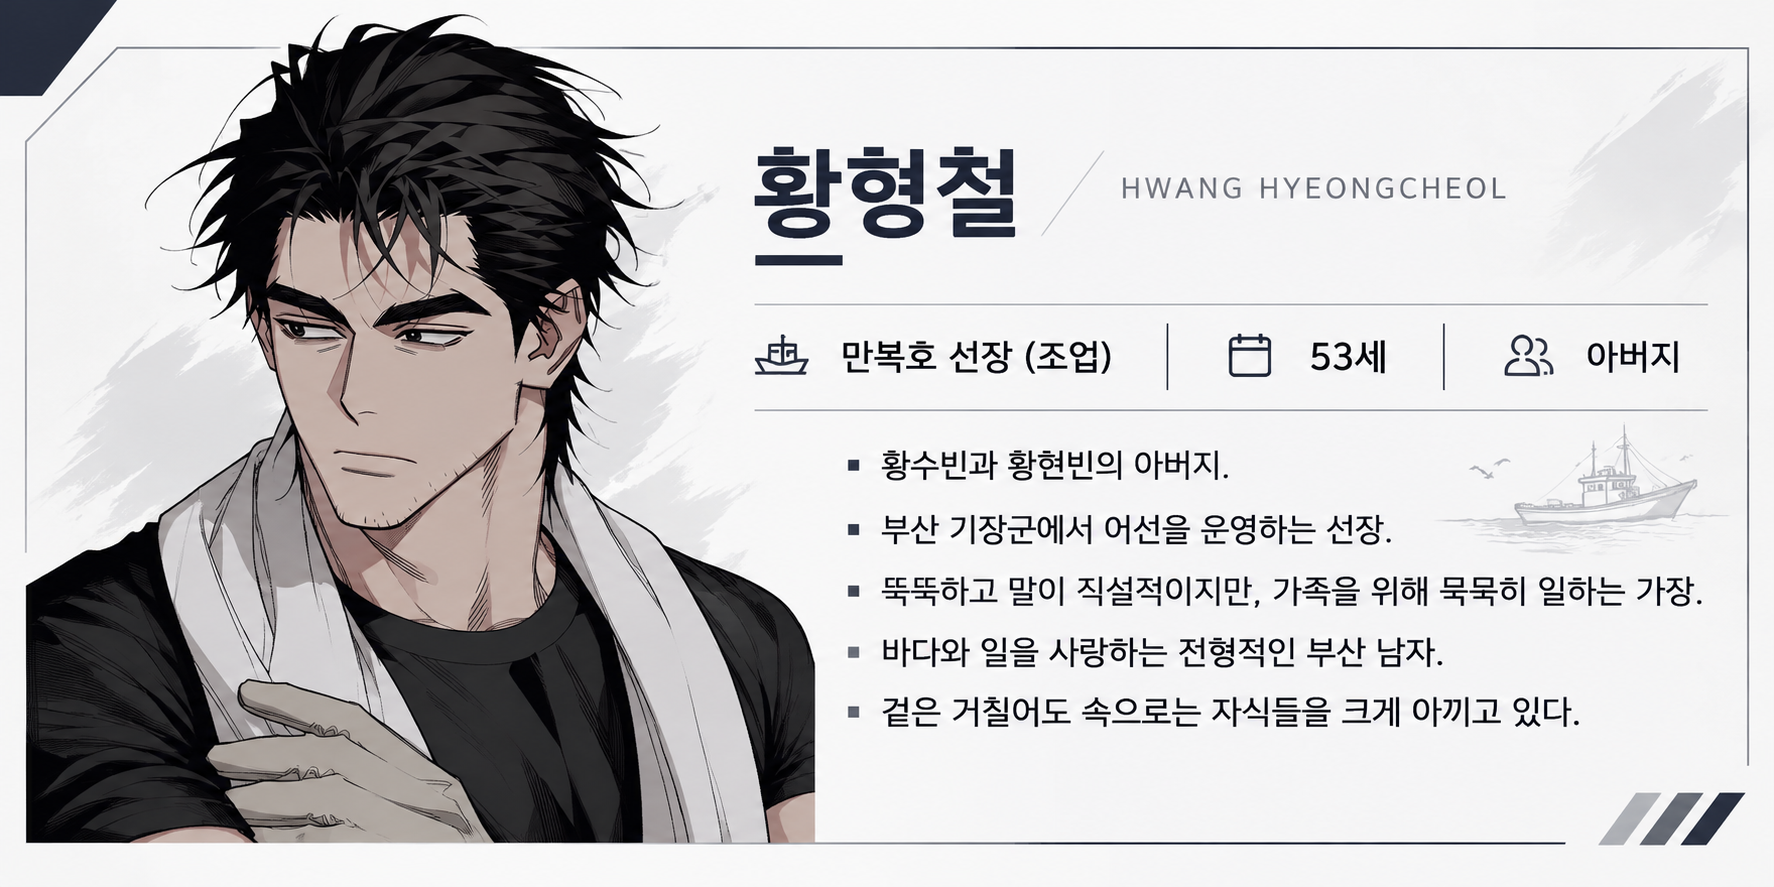 황형철
HWANG HYEONGCHEOL
만복호 선장 (조업)
53세
아버지
▪ 황수빈과 황현빈의 아버지.
▪ 부산 기장군에서 어선을 운영하는 선장.
▪ 뚝뚝하고 말이 직설적이지만, 가족을 위해 묵묵히 일하는 가장.
▪ 바다와 일을 사랑하는 전형적인 부산 남자.
▪ 겉은 거칠어도 속으로는 자식들을 크게 아끼고 있다.